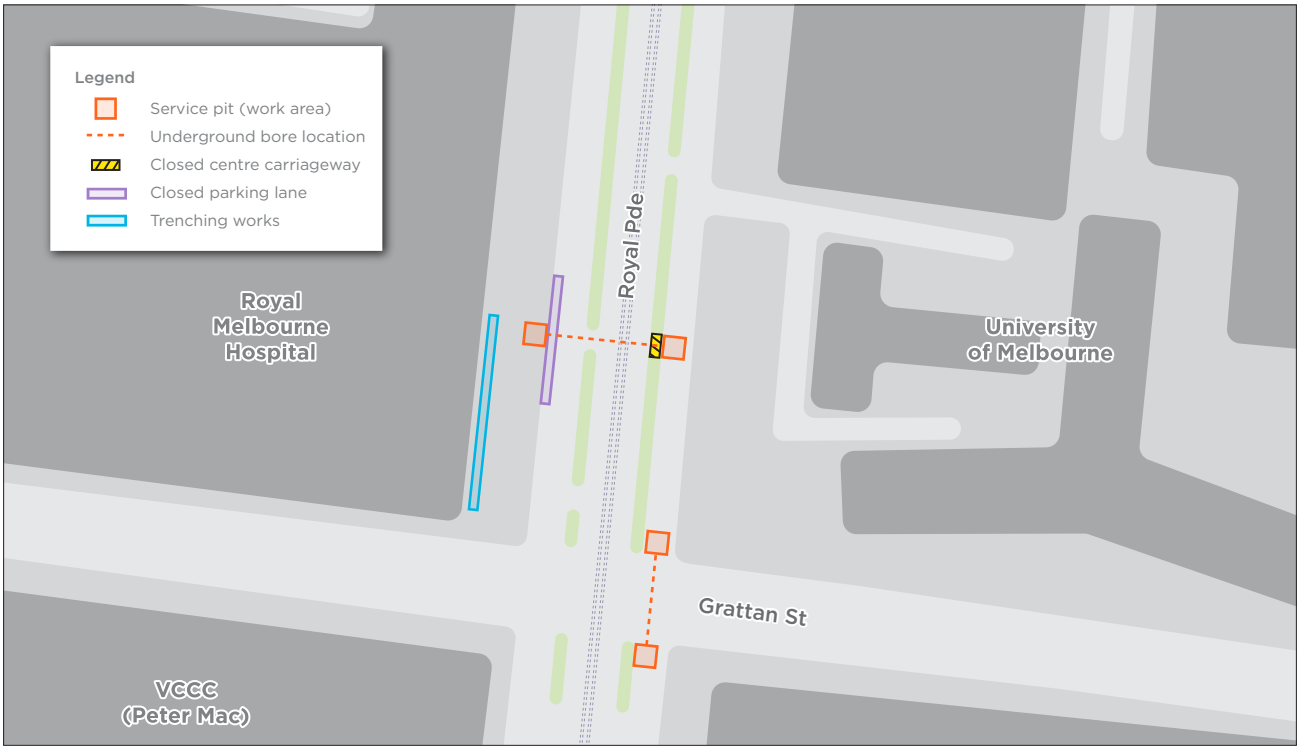 Legend
Service pit (work area)
Underground bore location
Closed centre carriageway
Closed parking lane
Trenching works
Royal Pde
Royal
Melbourne
Hospital
University
of Melbourne
Grattan St
VCCC
(Peter Mac)